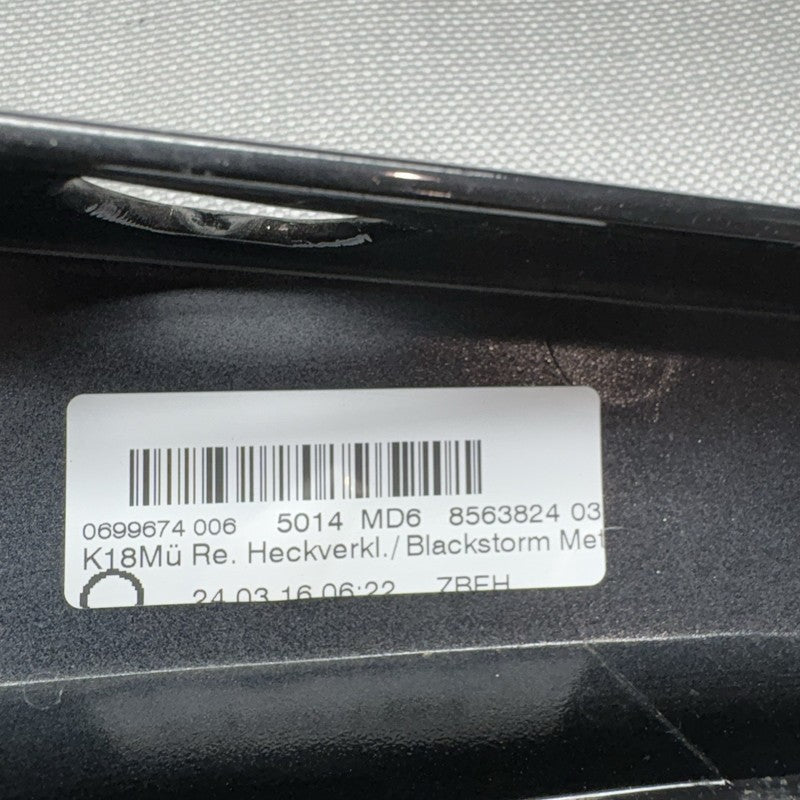 0699674 006 5014 MD6 8563824 03
K18Mü Re. Heckverkl./Blackstorm Met
24.03.16 06:22 ZBEH